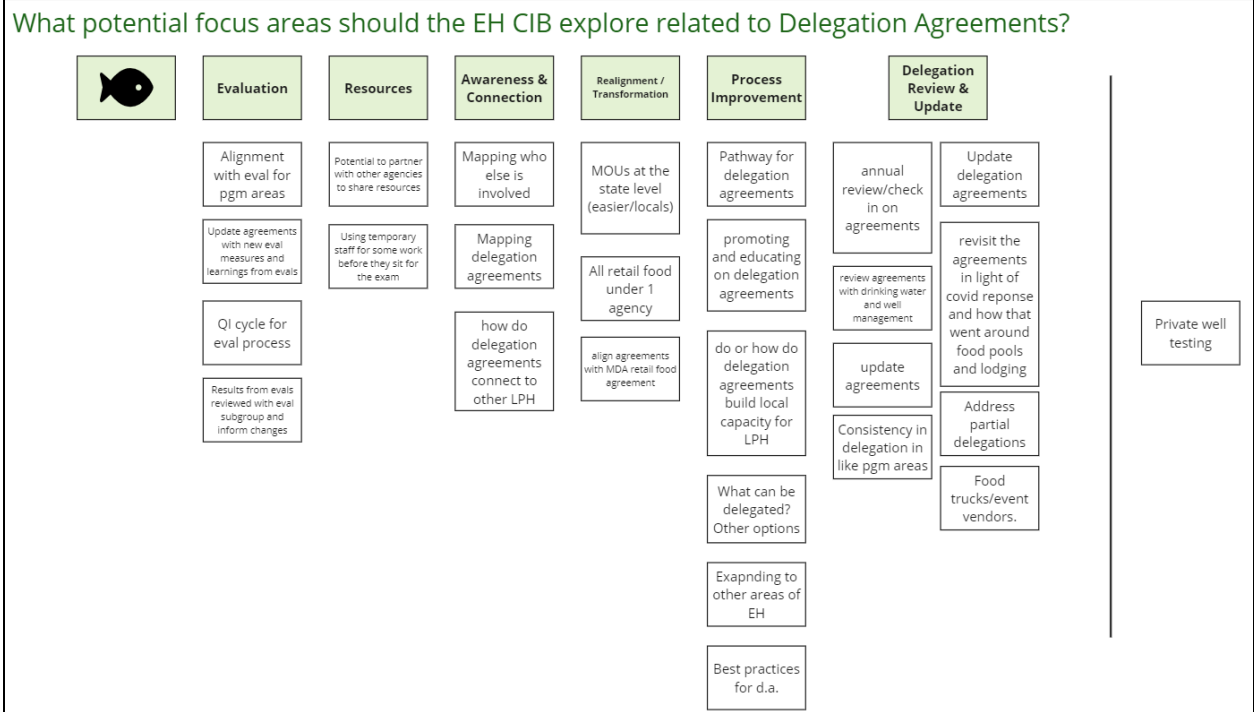 What potential focus areas should the EH CIB explore related to Delegation Agreements?
Evaluation
Alignment
with eval for
pgm areas
Update agreements
with new eval
measures and
learnings from evals
QI cycle for
eval process
Results from evals
reviewed with eval
subgroup and
inform changes
Resources
Potential to partner
with other agencies
to share resources
Using temporary
staff for some work
before they sit for
the exam
Awareness &
Connection
Mapping who
else is
involved
Mapping
delegation
agreements
how do
delegation
agreements
connect to
other LPH
Realignment /
Transformation
MOUs at the
state level
(easier/locals)
All retail food
under 1
agency
align agreements
with MDA retail food
agreement
Process
Improvement
Pathway for
delegation
agreements
promoting
and educating
on delegation
agreements
do or how do
delegation
agreements
build local
capacity for
LPH
What can be
delegated?
Other options
Exapnding to
other areas of
EH
Best practices
for d.a.
Delegation
Review &
Update
annual
review/check
in on
agreements
review agreements
with drinking water
and well
management
update
agreements
Consistency in
delegation in
like pgm areas
Update
delegation
agreements
revisit the
agreements
in light of
covid reponse
and how that
went around
food pools
and lodging
Address
partial
delegations
Food
trucks/event
vendors.
Private well
testing